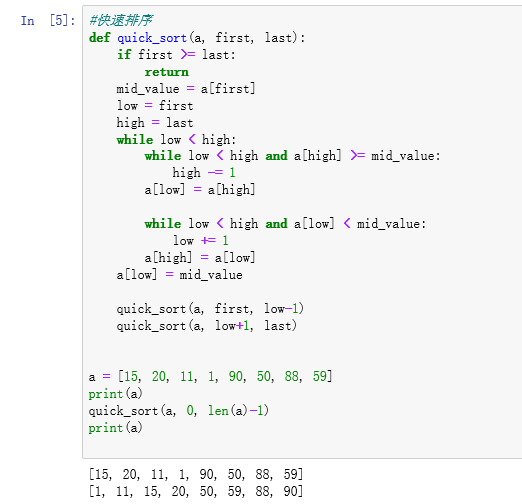 In [5]: #快速排序
def quick_sort(a, first, last):
    if first >= last:
        return
    mid_value = a[first]
    low = first
    high = last
    while low < high:
        while low < high and a[high] >= mid_value:
            high -= 1
        a[low] = a[high]

        while low < high and a[low] < mid_value:
            low += 1
        a[high] = a[low]
    a[low] = mid_value

    quick_sort(a, first, low-1)
    quick_sort(a, low+1, last)


a = [15, 20, 11, 1, 90, 50, 88, 59]
print(a)
quick_sort(a, 0, len(a)-1)
print(a)

[15, 20, 11, 1, 90, 50, 88, 59]
[1, 11, 15, 20, 50, 59, 88, 90]